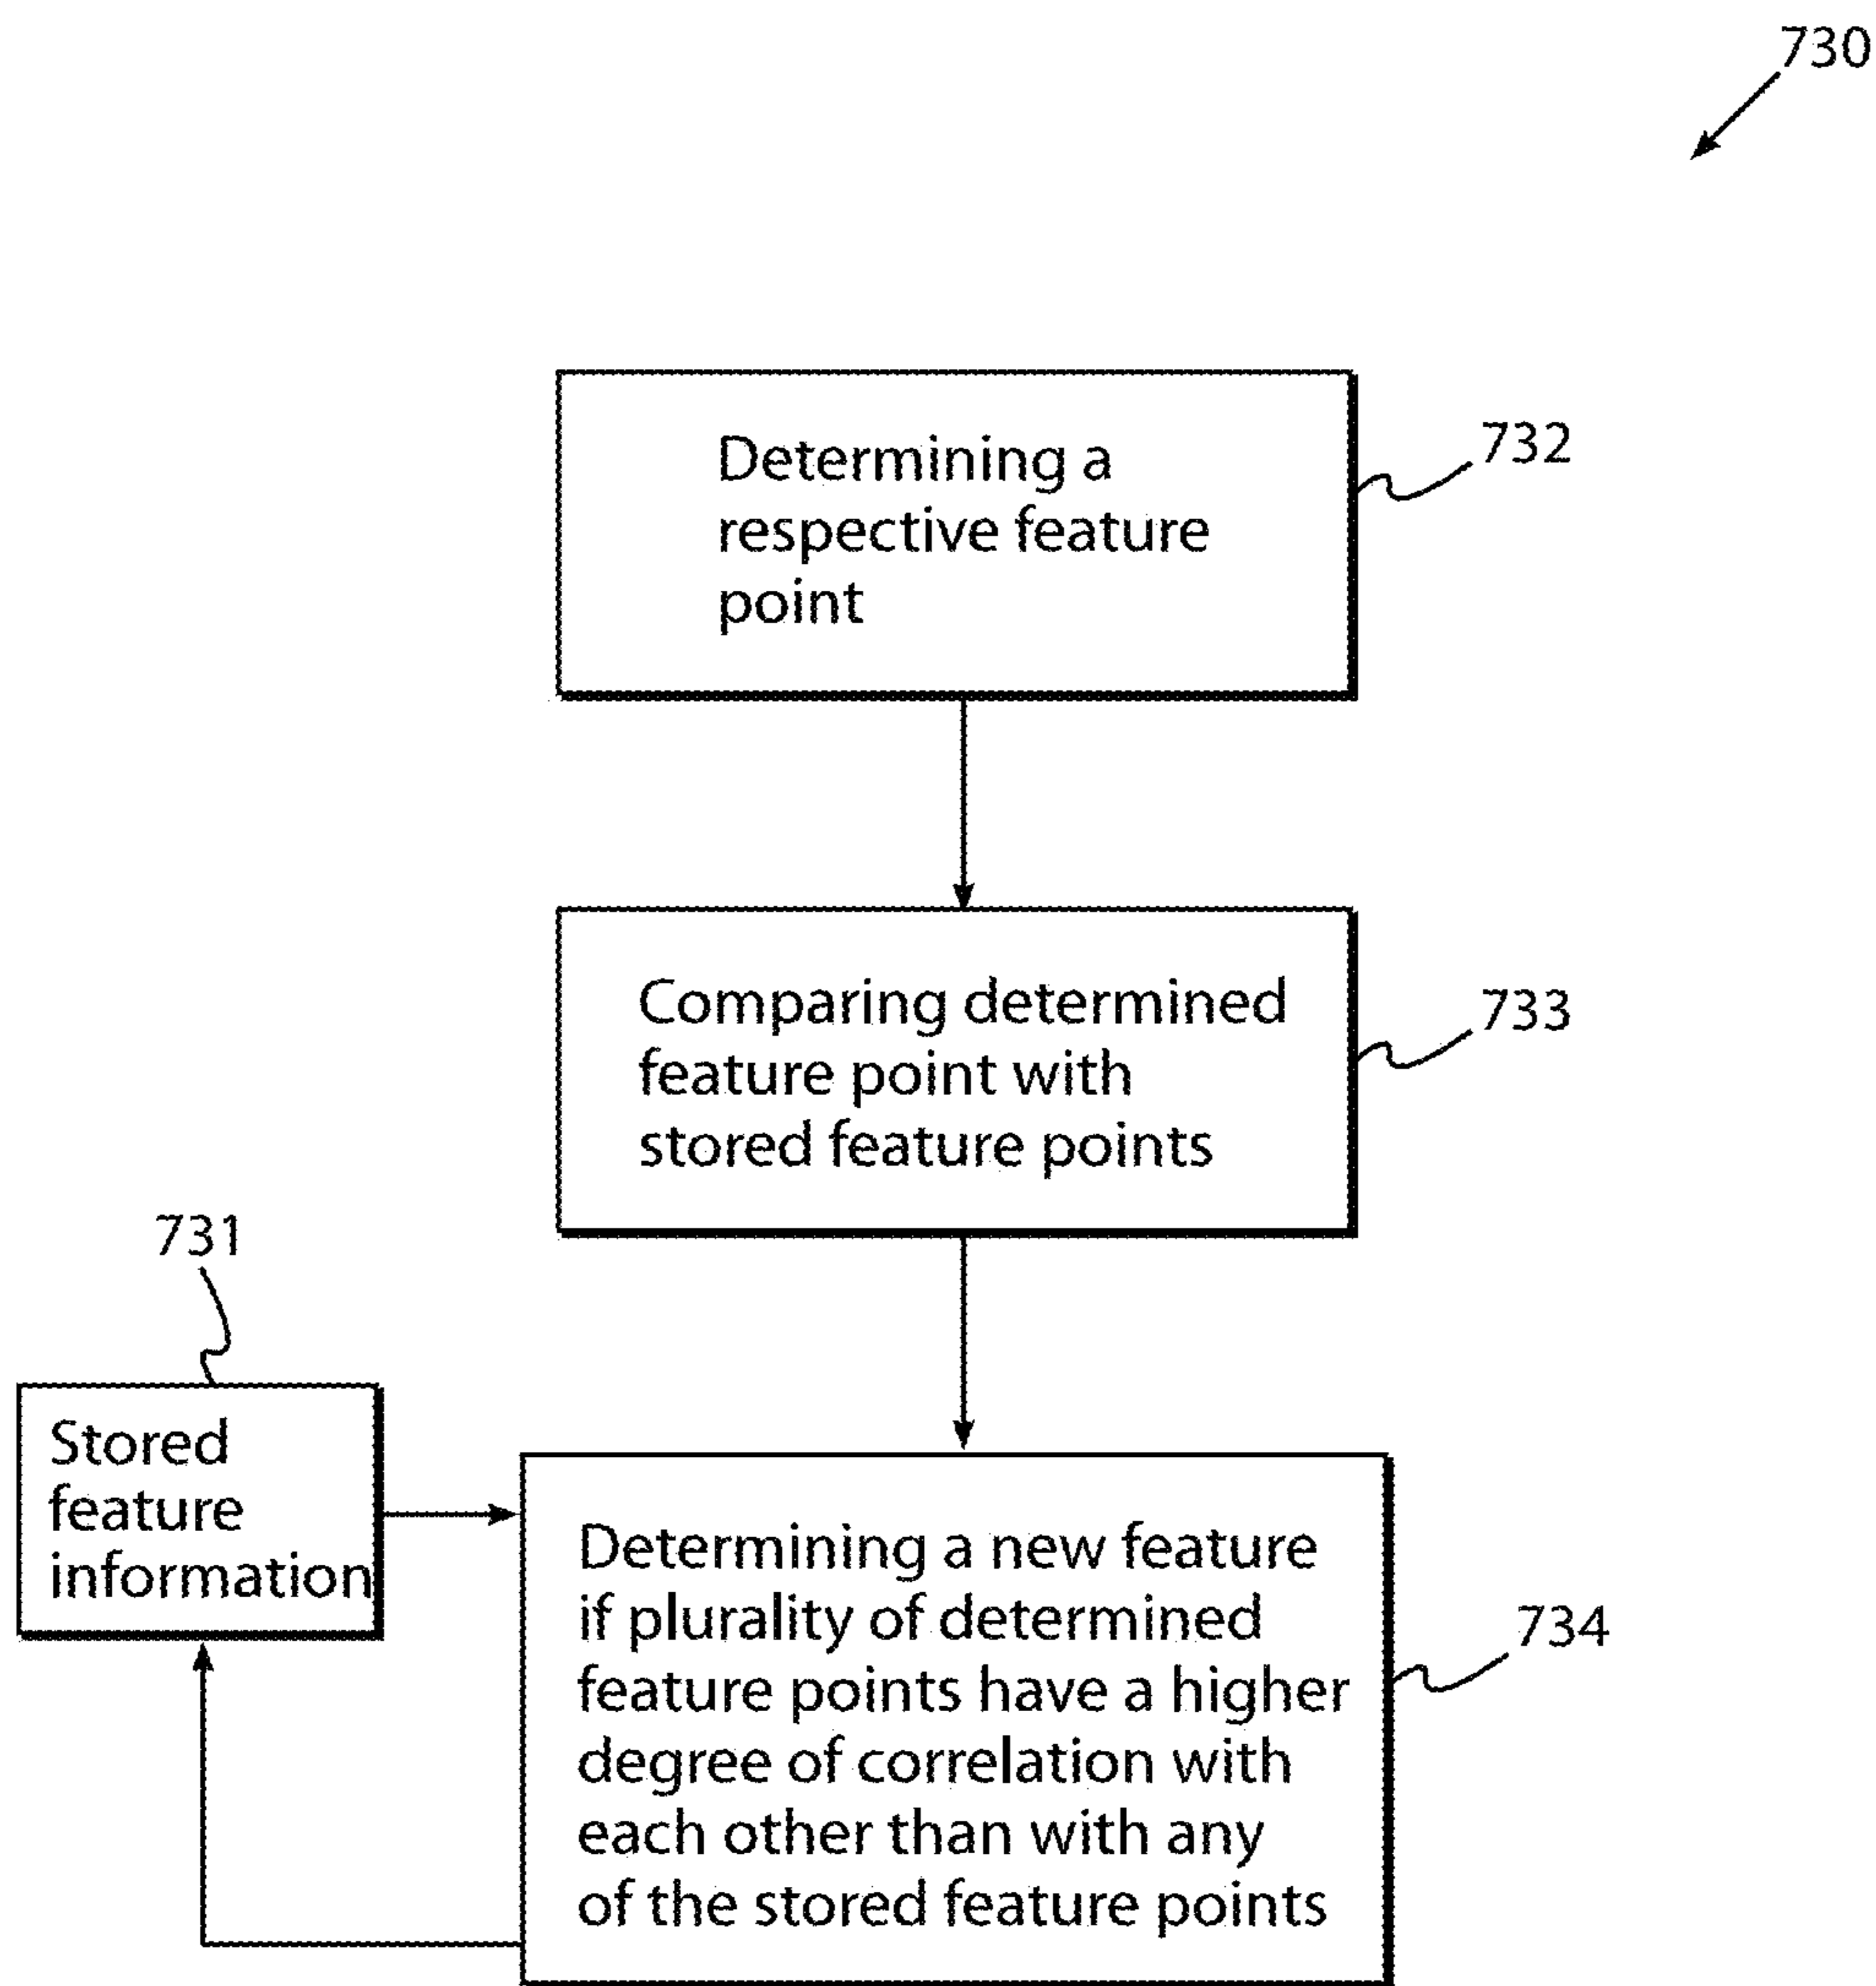 730
Determining a
respective feature
point
732
Comparing determined
feature point with
stored feature points
733
731
Stored
feature
information
Determining a new feature
if plurality of determined
feature points have a higher
degree of correlation with
each other than with any
of the stored feature points
734